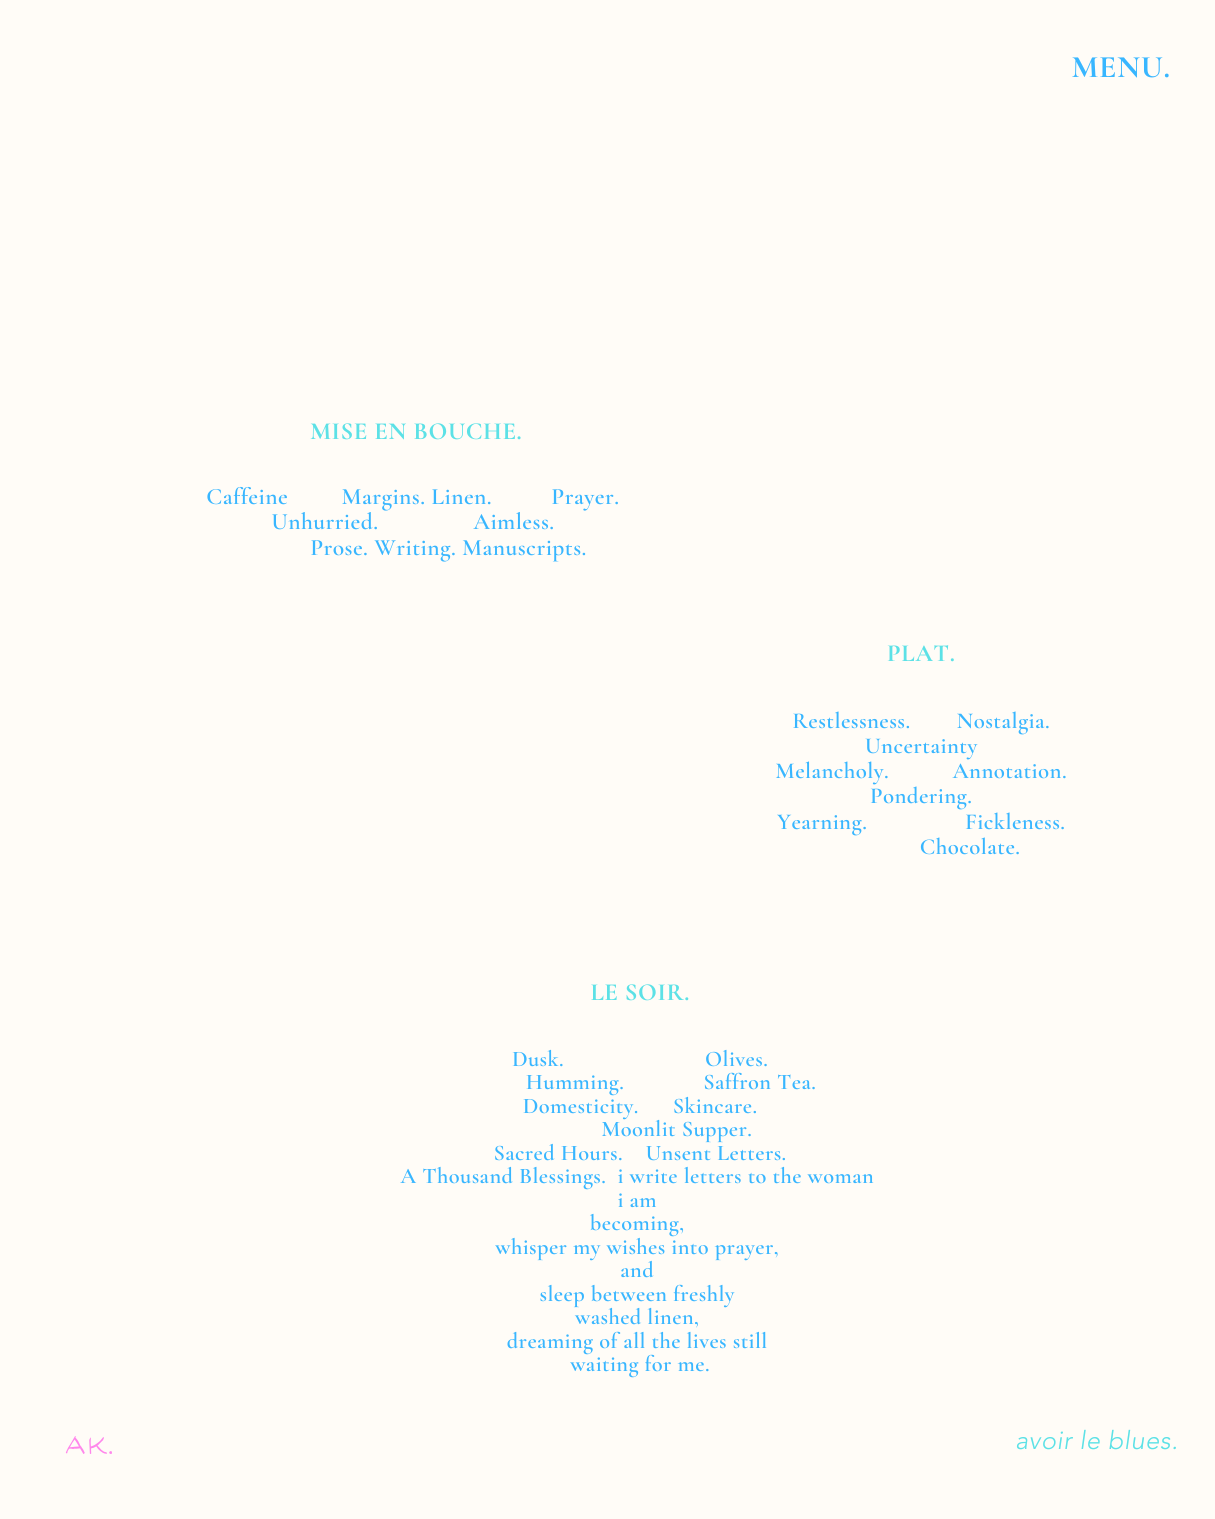 MENU.
MISE EN BOUCHE.
Caffeine Margins. Linen. Prayer.
Unhurried. Aimless.
Prose. Writing. Manuscripts.
PLAT.
Restlessness. Nostalgia.
Uncertainty
Melancholy. Annotation.
Pondering.
Yearning. Fickleness.
Chocolate.
LE SOIR.
Dusk. Olives.
Humming. Saffron Tea.
Domesticity. Skincare.
Moonlit Supper.
Sacred Hours. Unsent Letters.
A Thousand Blessings. i write letters to the woman
i am
becoming,
whisper my wishes into prayer,
and
sleep between freshly
washed linen,
dreaming of all the lives still
waiting for me.
AK.
avoir le blues.